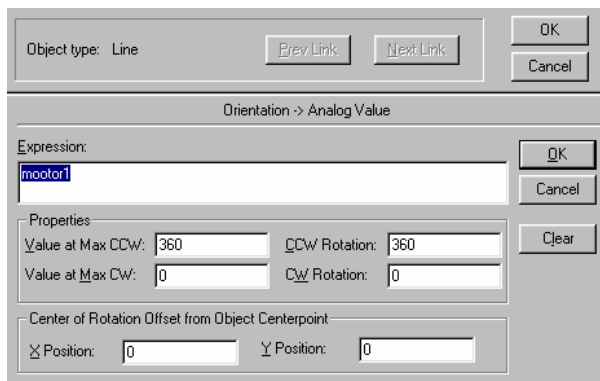 Object type: Line Prev Link Next Link OK
Cancel
Orientation -> Analog Value
Expression:
mootor1
OK
Cancel
Clear
Properties
Value at Max CCW: 360 CCW Rotation: 360
Value at Max CW: 0 CW Rotation: 0
Center of Rotation Offset from Object Centerpoint
X Position: 0 Y Position: 0